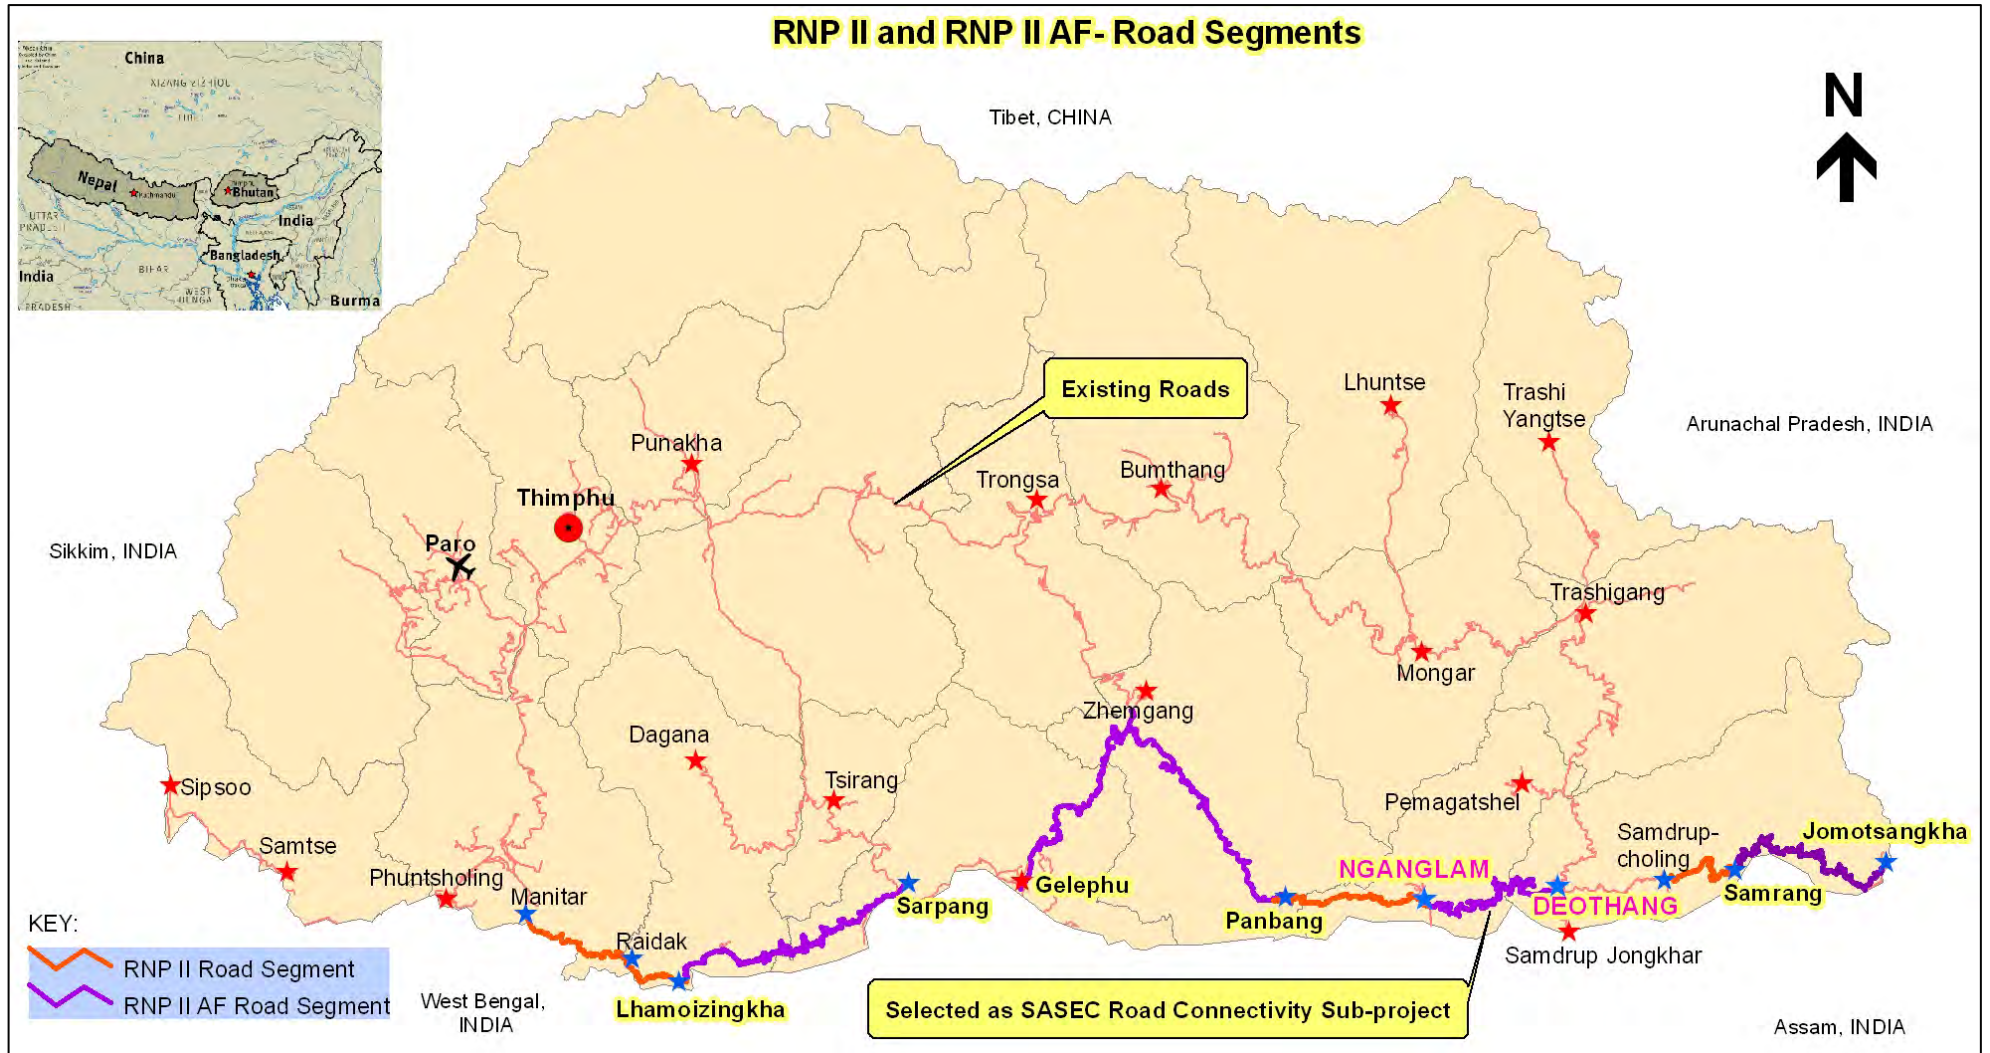 RNP II and RNP II AF- Road Segments
China
Nepal
Bhutan
India
Bangladesh
BIHAR
India
WEST
Burma
Tibet, CHINA
N
Existing Roads
Lhuntse
Trashi
Yangtse
Arunachal Pradesh, INDIA
Punakha
Trongsa
Bumthang
Thimphu
Paro
Sikkim, INDIA
Trashigang
Mongar
Zhemgang
Dagana
Tsirang
Sipsoo
Pemagatshel
Samdrup-
choling
Jomotsangkha
Samtse
Phuntsholing
Manitar
NGANGLAM
Gelephu
Sarpang
Panbang
DEOTHANG
Samrang
KEY:
Raidak
Samdrup Jongkhar
RNP II Road Segment
RNP II AF Road Segment
West Bengal,
INDIA
Lhamoizingkha
Selected as SASEC Road Connectivity Sub-project
Assam, INDIA